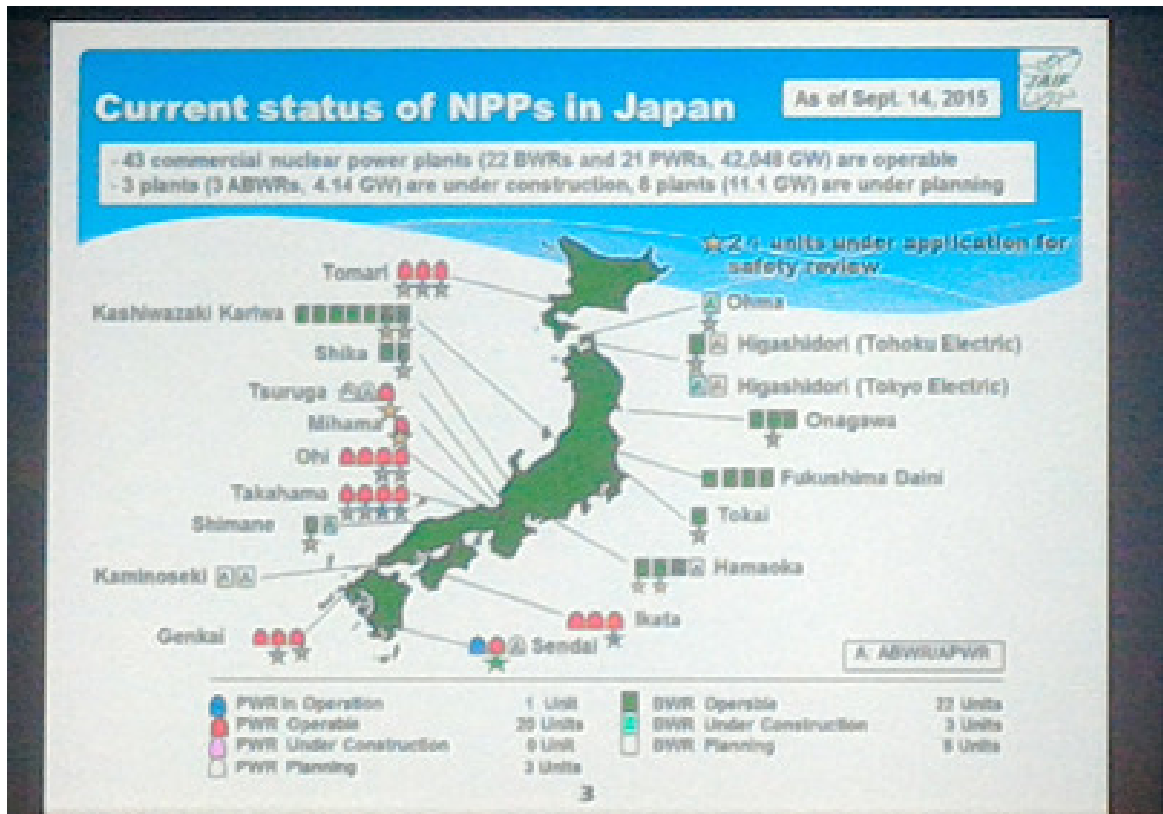 JAIF
Current status of NPPs in Japan
As of Sept. 14, 2015
- 43 commercial nuclear power plants (22 BWRs and 21 PWRs, 42,048 GW) are operable
- 3 plants (3 ABWRs, 4.14 GW) are under construction, 8 plants (11.1 GW) are under planning
units under application for
safety review
Tomari
Kashiwazaki Kariwa
Shika
Tsuruga
Mihama
Ohi
Takahama
Shimane
Kaminoseki
Genkai
Ohma
Higashidori (Tohoku Electric)
Higashidori (Tokyo Electric)
Onagawa
Fukushima Daini
Tokai
Hamaoka
Ikata
Sendai
A: ABWR/APWR
PWR In Operation 1 Unit
PWR Operable 20 Units
PWR Under Construction 0 Unit
PWR Planning 3 Units
BWR Operable 22 Units
BWR Under Construction 3 Units
BWR Planning Units
3